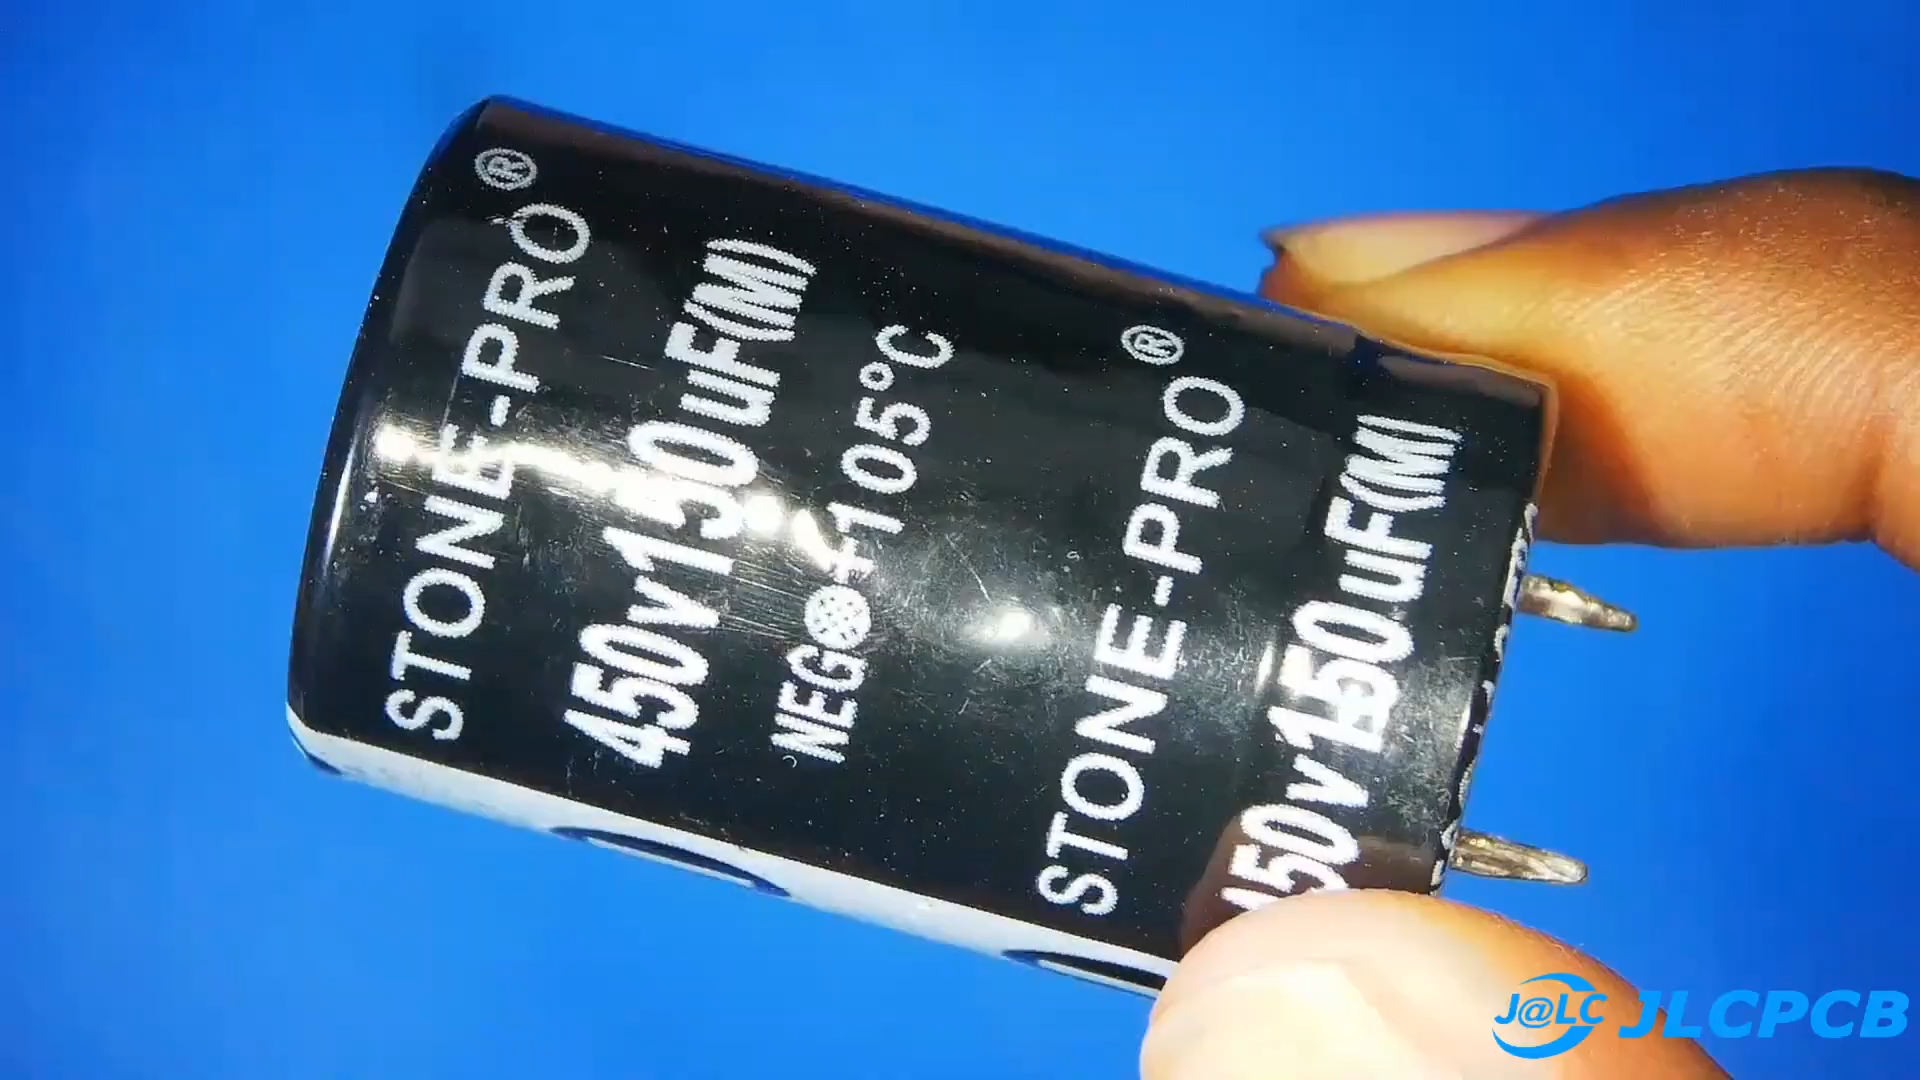 STONE-PRO®
450v150uF(M)
NEG +105°C
STONE-PRO®
450v150uF(M)
J@LC JLCPCB